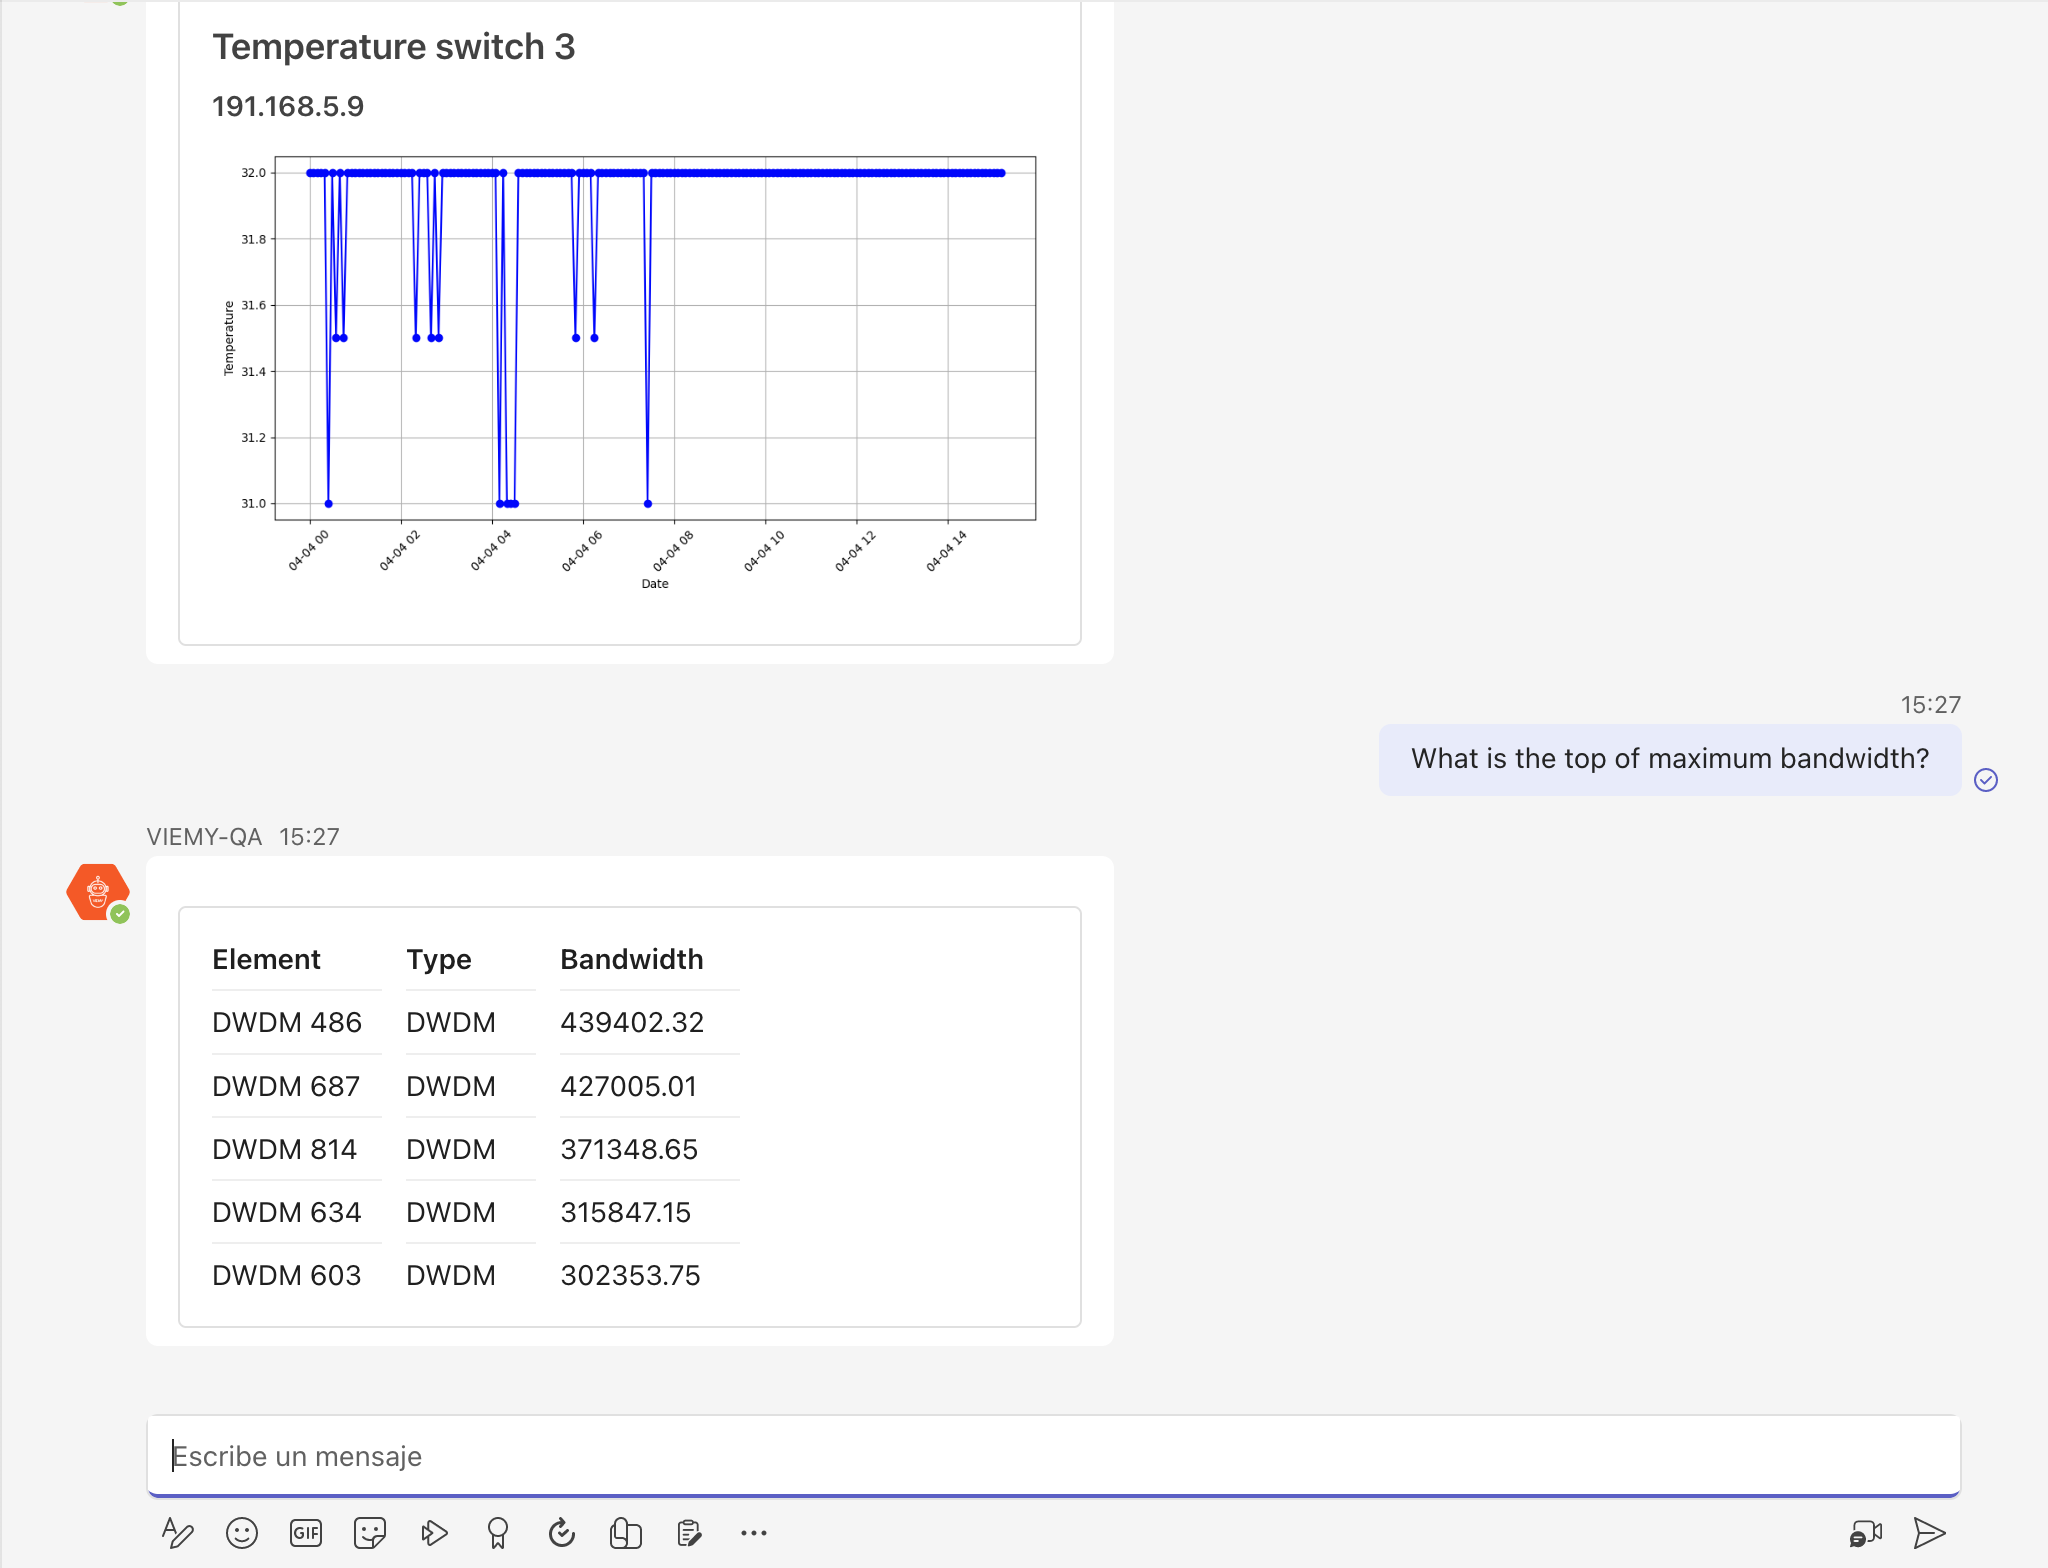 Temperature switch 3
191.168.5.9
32.0
31.8
31.6
31.4
31.2
31.0
Temperature
04-04 00
04-04 02
04-04 04
04-04 06
04-04 08
04-04 10
04-04 12
04-04 14
Date
15:27
What is the top of maximum bandwidth?
VIEMY-QA 15:27
Element Type Bandwidth
DWDM 486 DWDM 439402.32
DWDM 687 DWDM 427005.01
DWDM 814 DWDM 371348.65
DWDM 634 DWDM 315847.15
DWDM 603 DWDM 302353.75
Escribe un mensaje
GIF